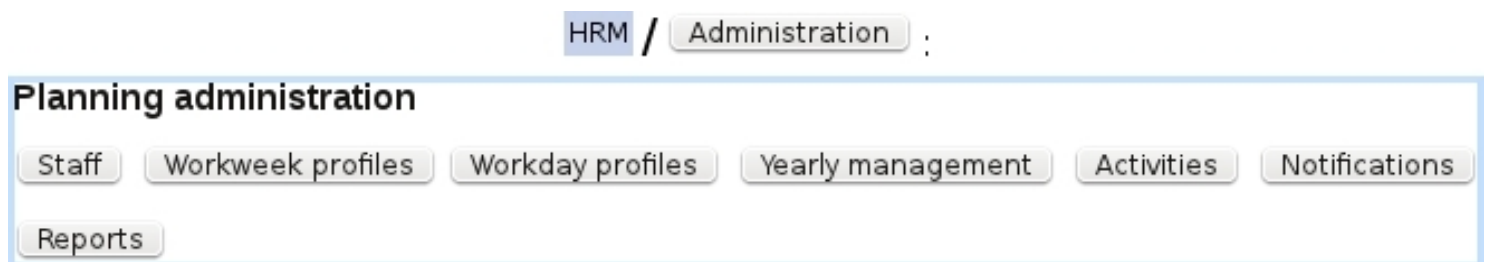 HRM / Administration :
Planning administration
Staff Workweek profiles Workday profiles Yearly management Activities Notifications
Reports